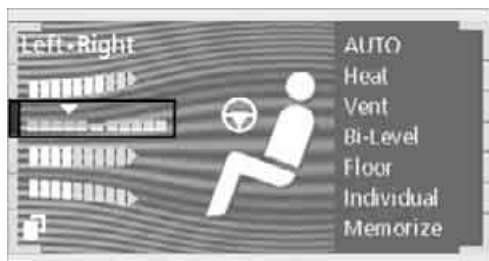 Left•Right
AUTO
Heat
Vent
Bi-Level
Floor
Individual
Memorize